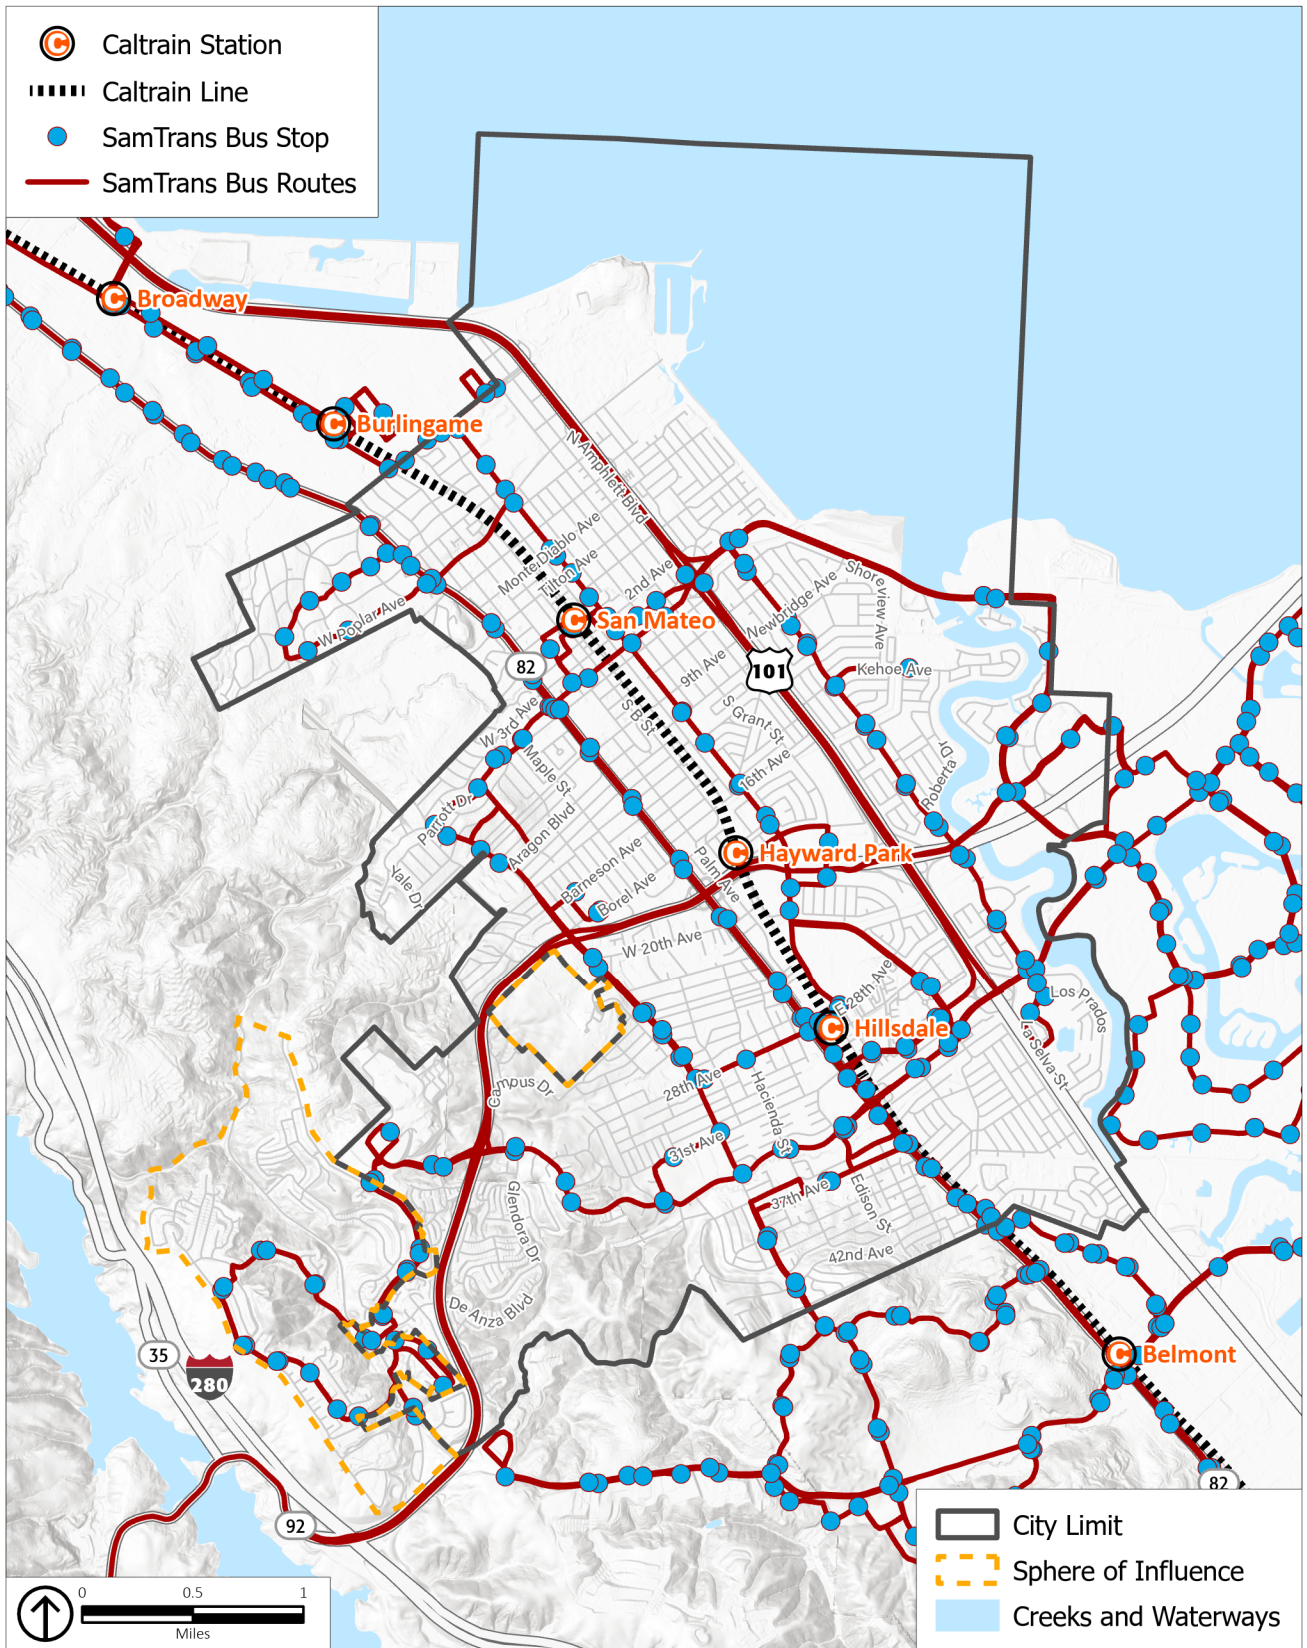 C Caltrain Station
Caltrain Line
SamTrans Bus Stop
SamTrans Bus Routes
C Broadway
C Burlingame
N Amphlett Blvd
Monte Diablo Ave
Tilton Ave
2nd Ave
Shoreview Ave
Newbridge Ave
W Poplar Ave
C San Mateo
82
9th Ave
101
Kehoe Ave
S B St
S Grant St
W 3rd Ave
Maple St
16th Ave
Roberta Dr
Parrott Dr
Aragon Blvd
C Hayward Park
Palm Ave
Barneson Ave
Borel Ave
Yale Dr
W 20th Ave
E 28th Ave
Los Prados
C Hillsdale
La Selva St
Campus Dr
28th Ave
Hacienda St
31st Ave
37th Ave
Edison St
Glendora Dr
42nd Ave
De Anza Blvd
35
280
C Belmont
82
92
City Limit
Sphere of Influence
Creeks and Waterways
0 0.5 1
Miles